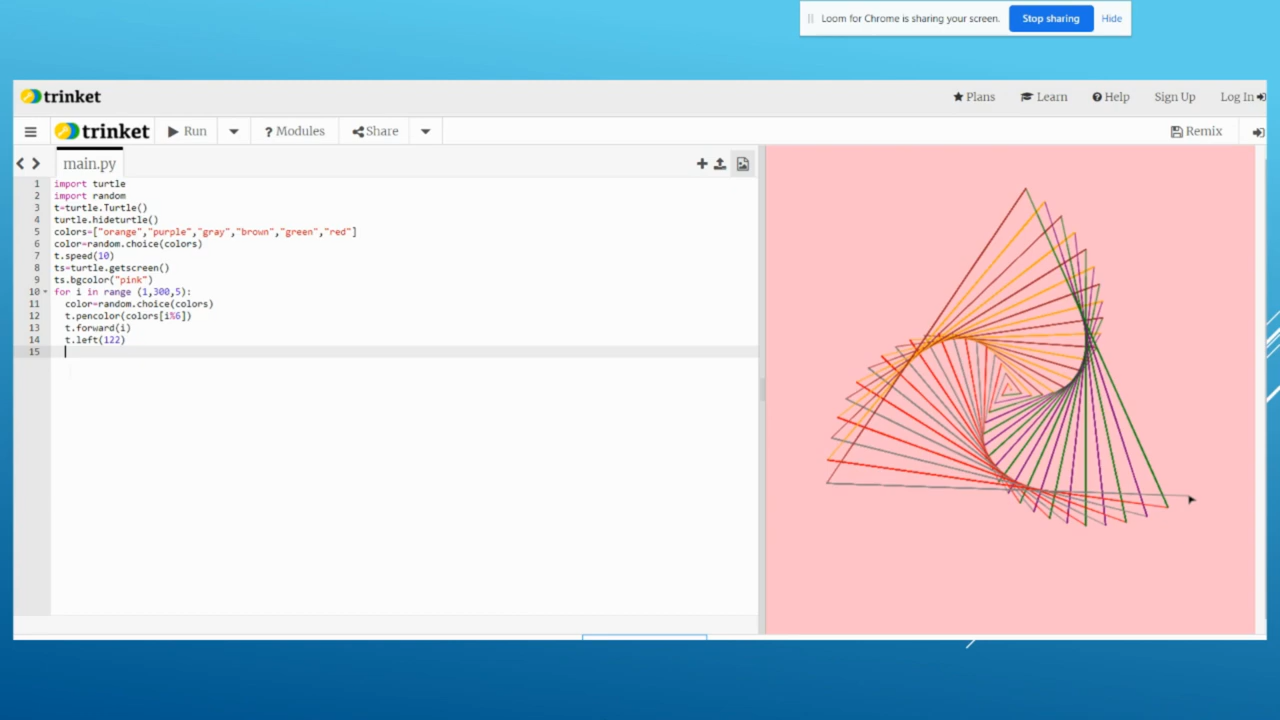 Loom for Chrome is sharing your screen. Stop sharing Hide
trinket Plans Learn Help Sign Up Log In
trinket Run ? Modules Share Remix
main.py
1 import turtle
2 import random
3 t=turtle.Turtle()
4 turtle.hideturtle()
5 colors=["orange","purple","gray","brown","green","red"]
6 color=random.choice(colors)
7 t.speed(10)
8 ts=turtle.getscreen()
9 ts.bgcolor("pink")
10 for i in range (1,300,5):
11 color=random.choice(colors)
12 t.pencolor(colors[i%6])
13 t.forward(i)
14 t.left(122)
15